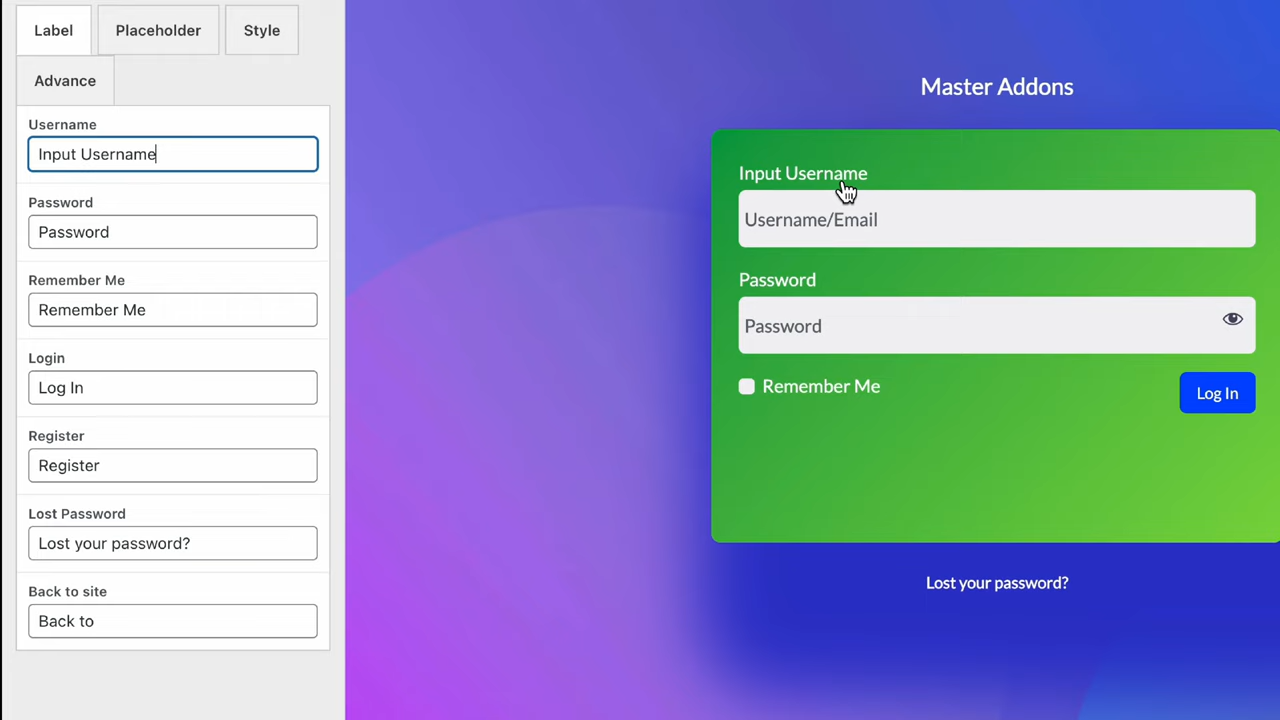 Label
Placeholder
Style
Advance
Username
Input Username
Password
Password
Remember Me
Remember Me
Login
Log In
Register
Register
Lost Password
Lost your password?
Back to site
Back to
Master Addons
Input Username
Username/Email
Password
Password
Remember Me
Log In
Lost your password?